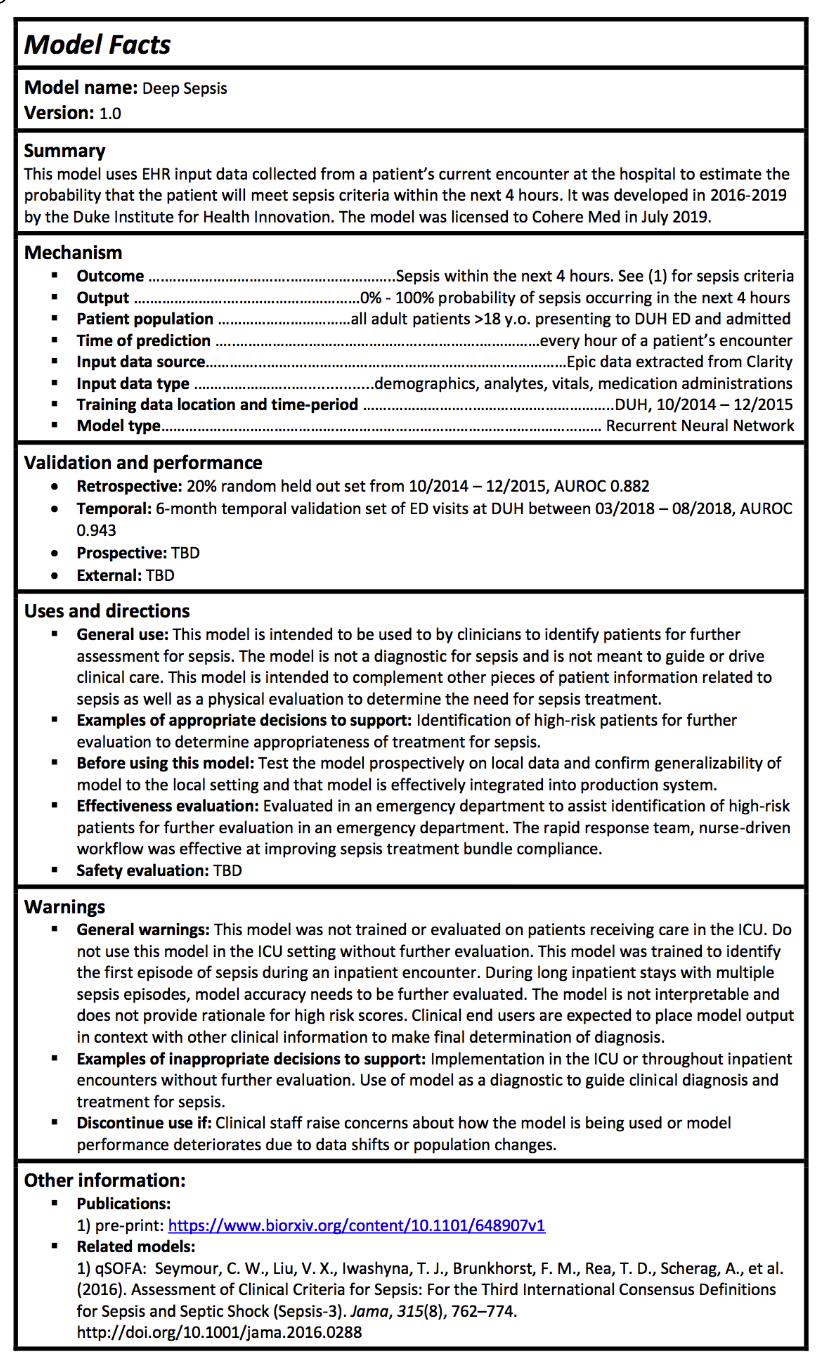 Model Facts
Model name: Deep Sepsis
Version: 1.0
Summary
This model uses EHR input data collected from a patient's current encounter at the hospital to estimate the
probability that the patient will meet sepsis criteria within the next 4 hours. It was developed in 2016-2019
by the Duke Institute for Health Innovation. The model was licensed to Cohere Med in July 2019.
Mechanism
▪ Outcome ........................................................Sepsis within the next 4 hours. See (1) for sepsis criteria
▪ Output ...................................................0% - 100% probability of sepsis occurring in the next 4 hours
▪ Patient population ..............................all adult patients >18 y.o. presenting to DUH ED and admitted
▪ Time of prediction ..........................................................................every hour of a patient's encounter
▪ Input data source.................................................................................Epic data extracted from Clarity
▪ Input data type .........................................demographics, analytes, vitals, medication administrations
▪ Training data location and time-period .........................................................DUH, 10/2014 – 12/2015
▪ Model type.................................................................................................... Recurrent Neural Network
Validation and performance
• Retrospective: 20% random held out set from 10/2014 – 12/2015, AUROC 0.882
• Temporal: 6-month temporal validation set of ED visits at DUH between 03/2018 – 08/2018, AUROC
0.943
• Prospective: TBD
• External: TBD
Uses and directions
▪ General use: This model is intended to be used to by clinicians to identify patients for further
assessment for sepsis. The model is not a diagnostic for sepsis and is not meant to guide or drive
clinical care. This model is intended to complement other pieces of patient information related to
sepsis as well as a physical evaluation to determine the need for sepsis treatment.
▪ Examples of appropriate decisions to support: Identification of high-risk patients for further
evaluation to determine appropriateness of treatment for sepsis.
▪ Before using this model: Test the model prospectively on local data and confirm generalizability of
model to the local setting and that model is effectively integrated into production system.
▪ Effectiveness evaluation: Evaluated in an emergency department to assist identification of high-risk
patients for further evaluation in an emergency department. The rapid response team, nurse-driven
workflow was effective at improving sepsis treatment bundle compliance.
▪ Safety evaluation: TBD
Warnings
▪ General warnings: This model was not trained or evaluated on patients receiving care in the ICU. Do
not use this model in the ICU setting without further evaluation. This model was trained to identify
the first episode of sepsis during an inpatient encounter. During long inpatient stays with multiple
sepsis episodes, model accuracy needs to be further evaluated. The model is not interpretable and
does not provide rationale for high risk scores. Clinical end users are expected to place model output
in context with other clinical information to make final determination of diagnosis.
▪ Examples of inappropriate decisions to support: Implementation in the ICU or throughout inpatient
encounters without further evaluation. Use of model as a diagnostic to guide clinical diagnosis and
treatment for sepsis.
▪ Discontinue use if: Clinical staff raise concerns about how the model is being used or model
performance deteriorates due to data shifts or population changes.
Other information:
▪ Publications:
1) pre-print: https://www.biorxiv.org/content/10.1101/648907v1
▪ Related models:
1) qSOFA: Seymour, C. W., Liu, V. X., Iwashyna, T. J., Brunkhorst, F. M., Rea, T. D., Scherag, A., et al.
(2016). Assessment of Clinical Criteria for Sepsis: For the Third International Consensus Definitions
for Sepsis and Septic Shock (Sepsis-3). Jama, 315(8), 762–774.
http://doi.org/10.1001/jama.2016.0288